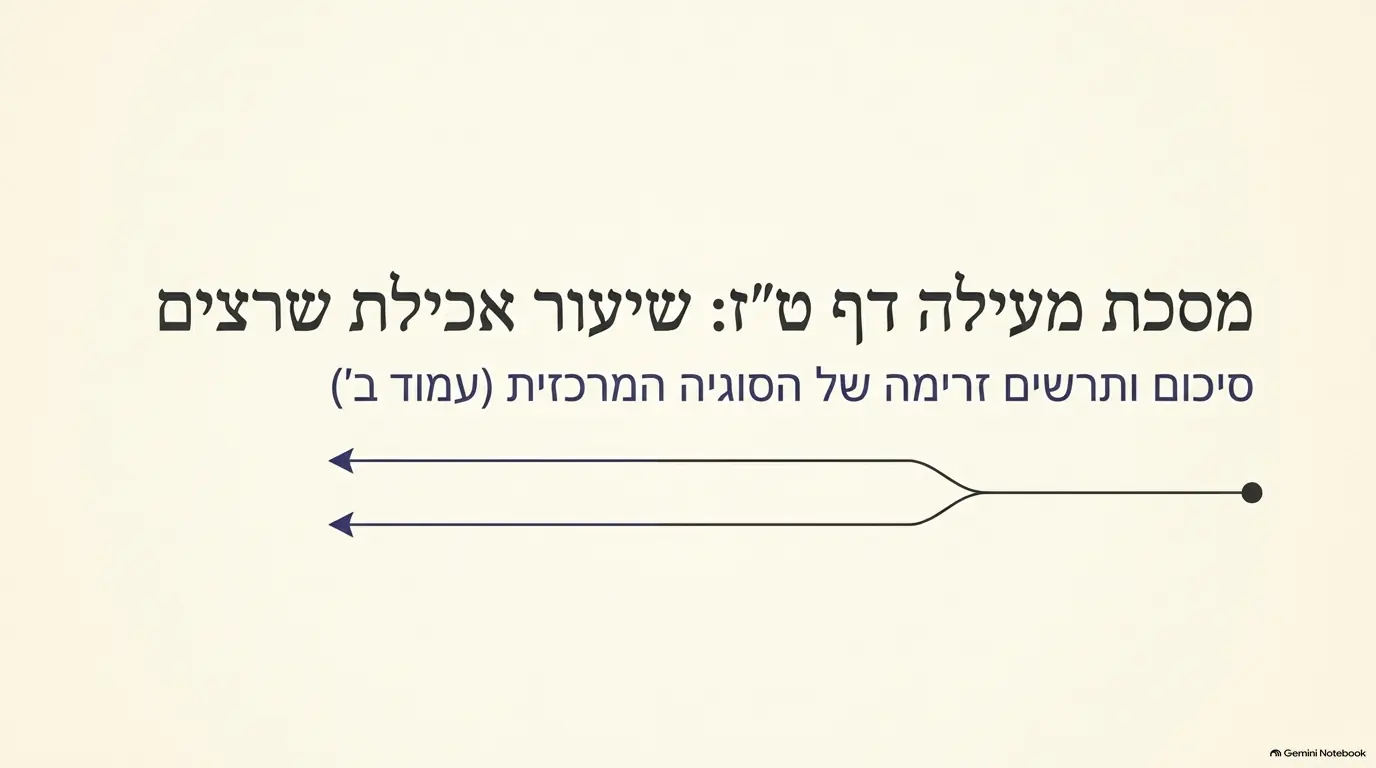 מסכת מעילה דף ט"ז: שיעור אכילת שרצים
סיכום ותרשים זרימה של הסוגיה המרכזית (עמוד ב')
Gemini Notebook